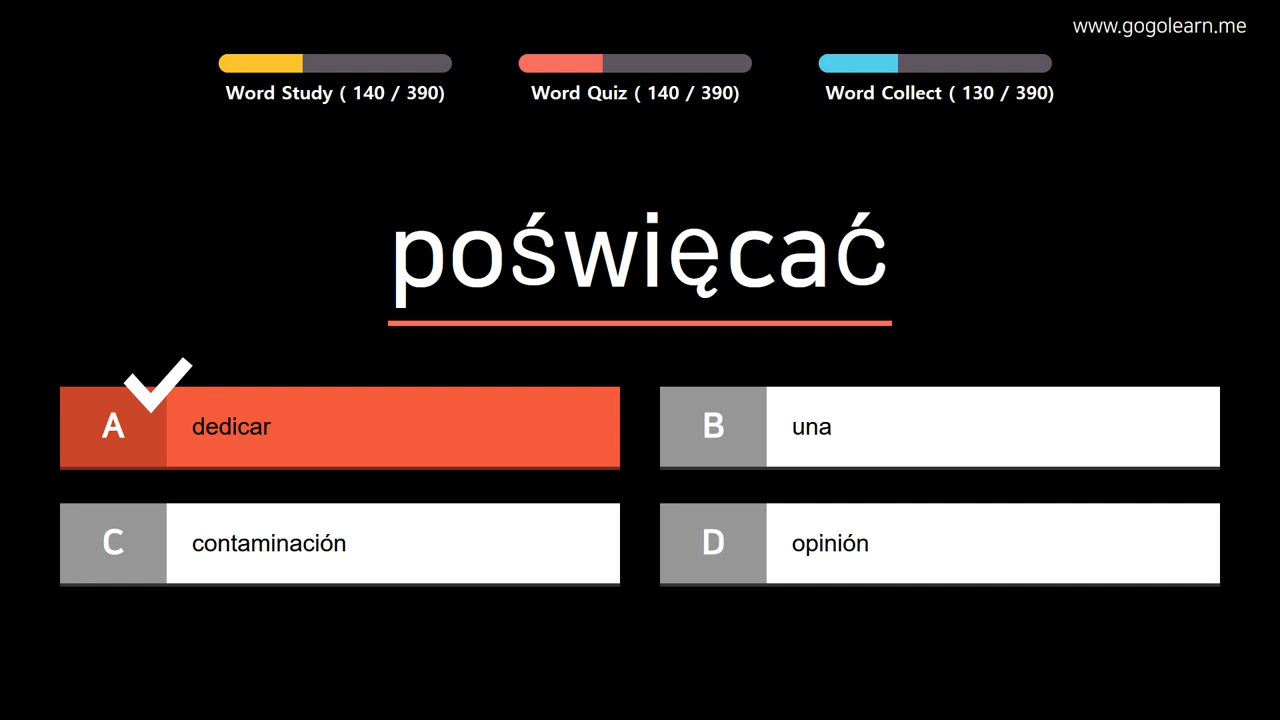 www.gogolearn.me
Word Study ( 140 / 390)
Word Quiz ( 140 / 390)
Word Collect ( 130 / 390)
poświęcać
A dedicar
B una
C contaminación
D opinión